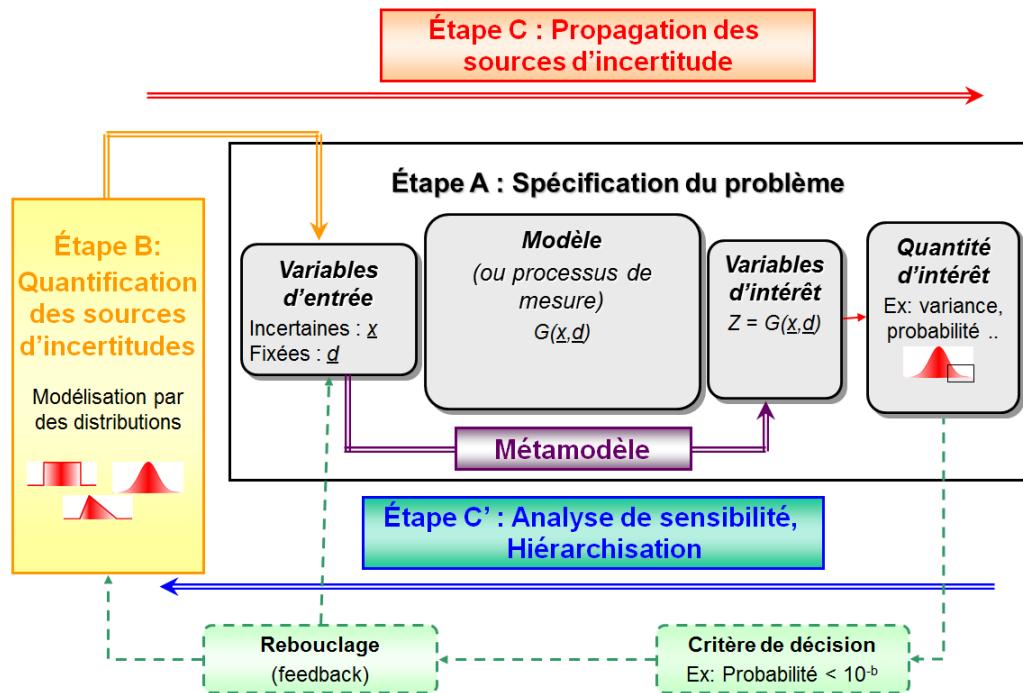 Étape C : Propagation des
sources d’incertitude
Étape A : Spécification du problème
Étape B:
Quantification
des sources
d’incertitudes
Modélisation par
des distributions
Variables
d’entrée
Incertaines : x
Fixées : d
Modèle
(ou processus de
mesure)
G(x,d)
Variables
d’intérêt
Z = G(x,d)
Quantité
d’intérêt
Ex: variance,
probabilité ..
Métamodèle
Étape C’ : Analyse de sensibilité,
Hiérarchisation
Rebouclage
(feedback)
Critère de décision
Ex: Probabilité < 10⁻ᵇ